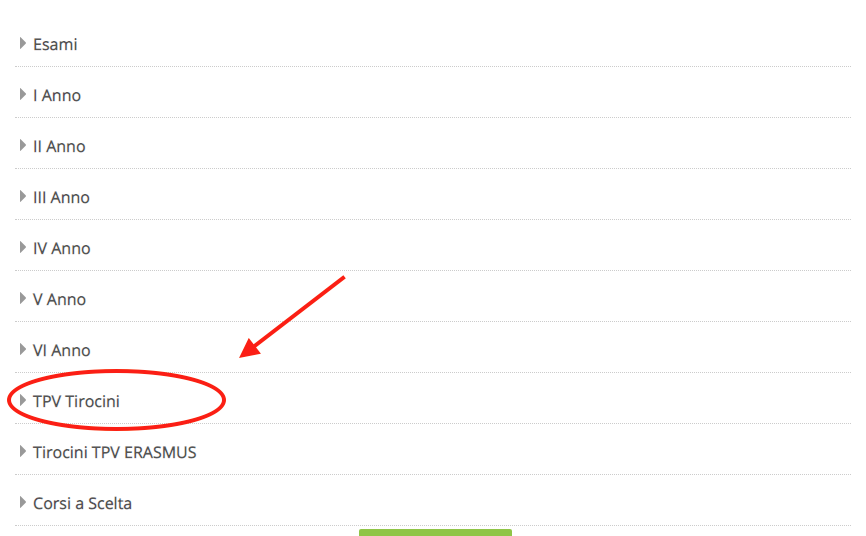 Esami
I Anno
II Anno
III Anno
IV Anno
V Anno
VI Anno
TPV Tirocini
Tirocini TPV ERASMUS
Corsi a Scelta